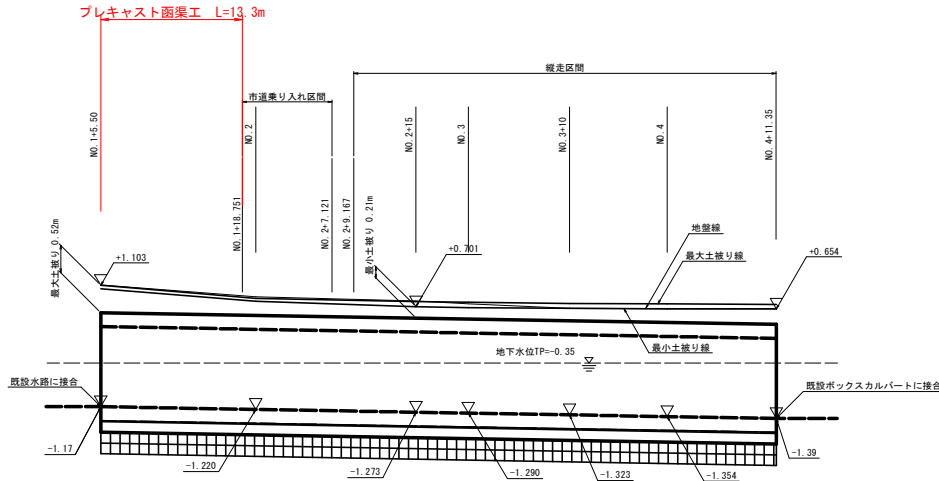 プレキャスト函渠工 L=13.3m
縦走区間
市道乗り入れ区間
NO.1+5.50
NO.2
NO.2+15
NO.3
NO.3+10
NO.4
NO.4+11.35
NO.1+18.751
NO.2+7.121
NO.2+9.167
最大土被り 0.52m
+1.103
最小土被り 0.21m
+0.701
地盤線
最大土被り線
+0.654
最小土被り線
地下水位TP=-0.35
既設水路に接合
既設ボックスカルバートに接合
-1.17
-1.220
-1.273
-1.290
-1.323
-1.354
-1.39